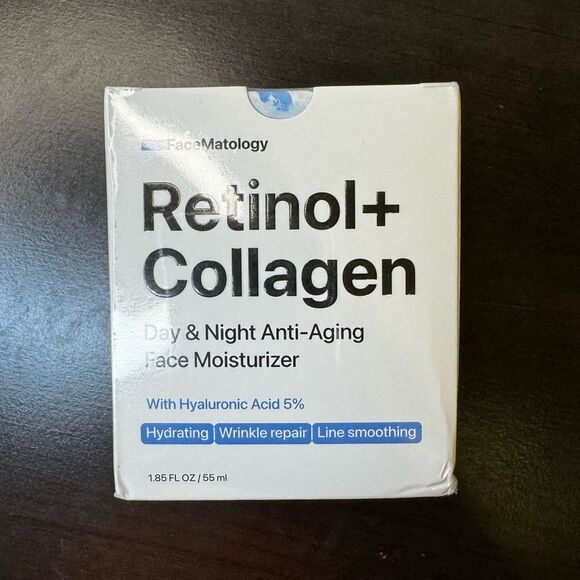 FaceMatology
Retinol+
Collagen
Day & Night Anti-Aging
Face Moisturizer
With Hyaluronic Acid 5%
Hydrating Wrinkle repair Line smoothing
1.85 FL OZ / 55 ml